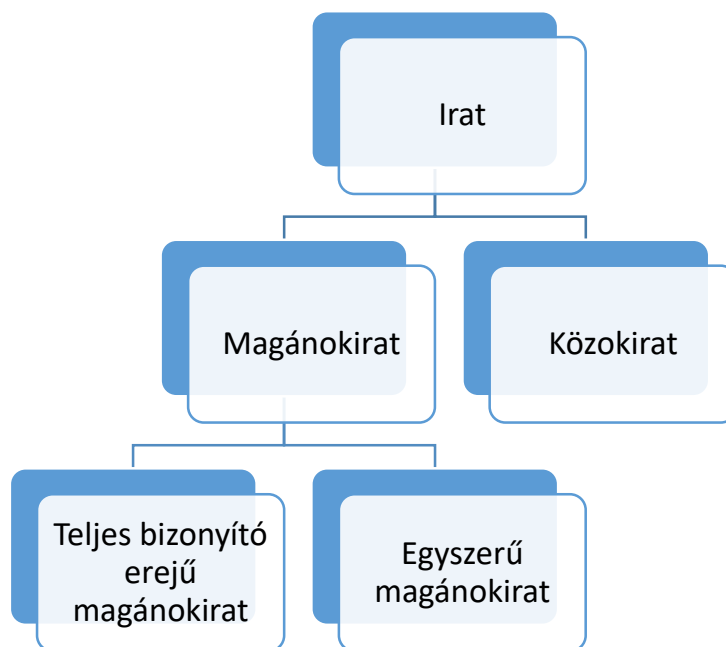 Irat
Magánokirat
Közokirat
Teljes bizonyító
erejű
magánokirat
Egyszerű
magánokirat